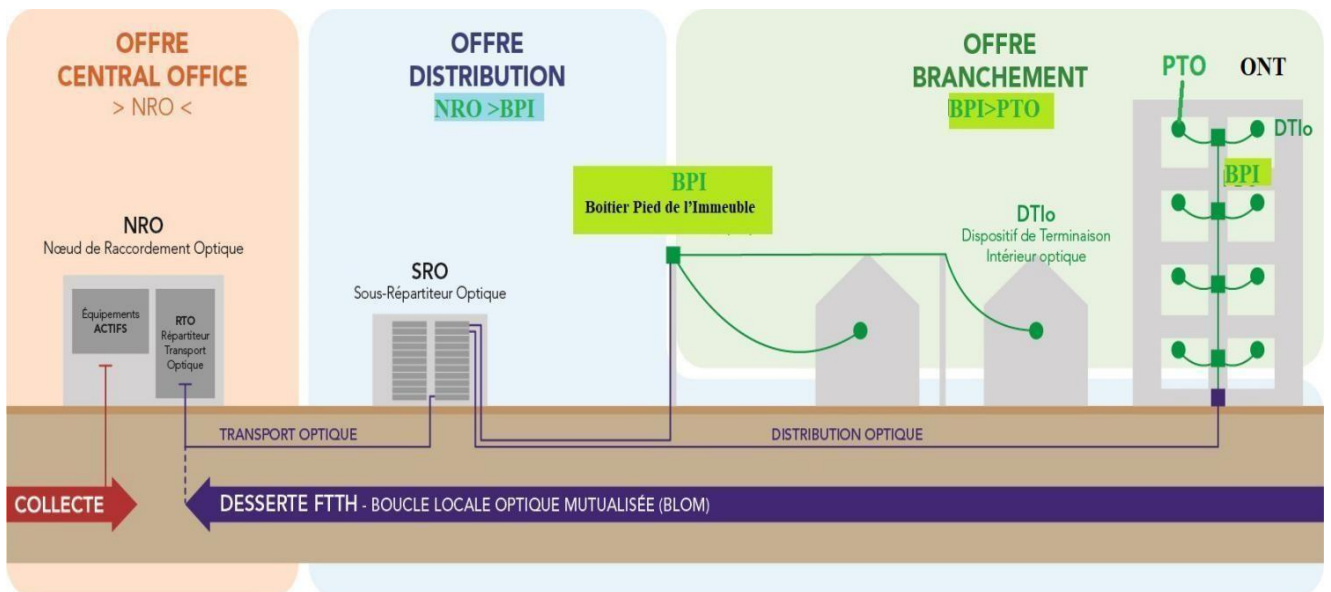 OFFRE
CENTRAL OFFICE
> NRO <
OFFRE
DISTRIBUTION
NRO >BPI
OFFRE
BRANCHEMENT
BPI>PTO
PTO
ONT
DTIo
BPI
BPI
Boitier Pied de l'Immeuble
DTIo
Dispositif de Terminaison
Intérieur optique
NRO
Nœud de Raccordement Optique
SRO
Sous-Répartiteur Optique
Équipements
ACTIFS
RTO
Répartiteur
Transport
Optique
TRANSPORT OPTIQUE
DISTRIBUTION OPTIQUE
COLLECTE
DESSERTE FTTH - BOUCLE LOCALE OPTIQUE MUTUALISÉE (BLOM)